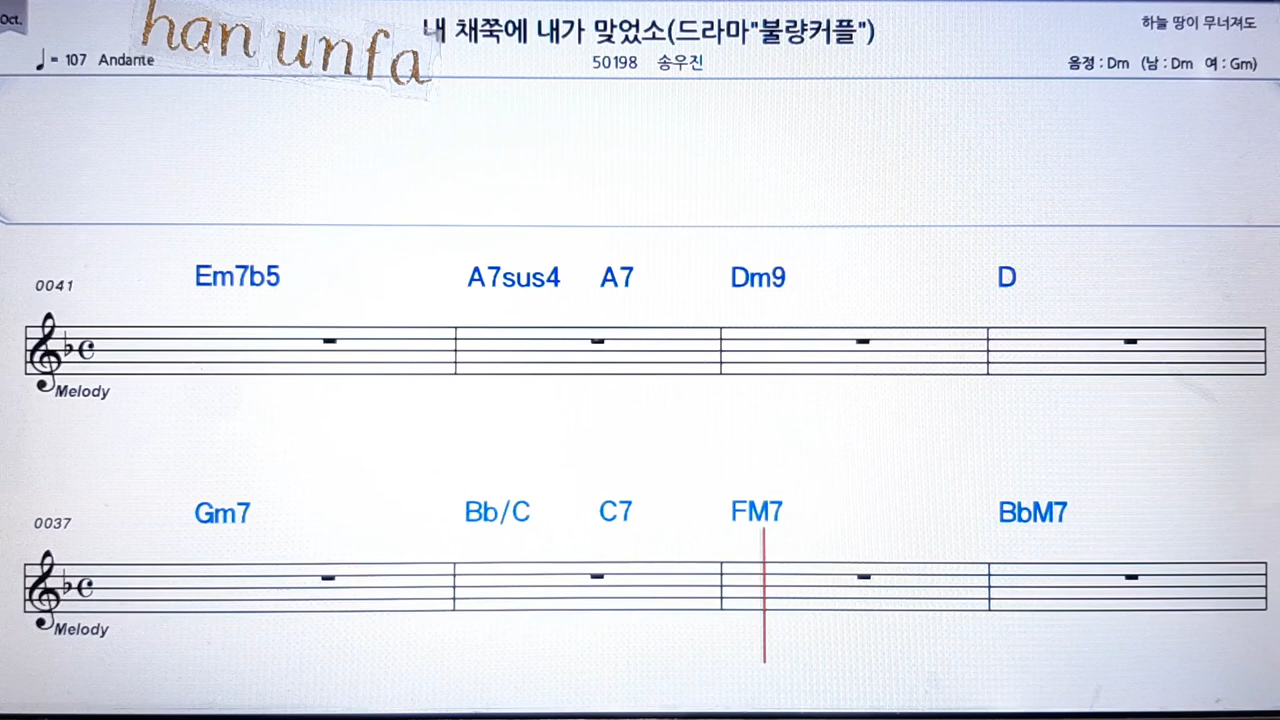 Oct.
han unfa
내 채쭉에 내가 맞었소(드라마"불량커플")
하늘 땅이 무너져도
♩= 107 Andante
50198 송우진
음정 : Dm (남 : Dm 여 : Gm)
0041 Em7b5 A7sus4 A7 Dm9 D
Melody
0037 Gm7 Bb/C C7 FM7 BbM7
Melody